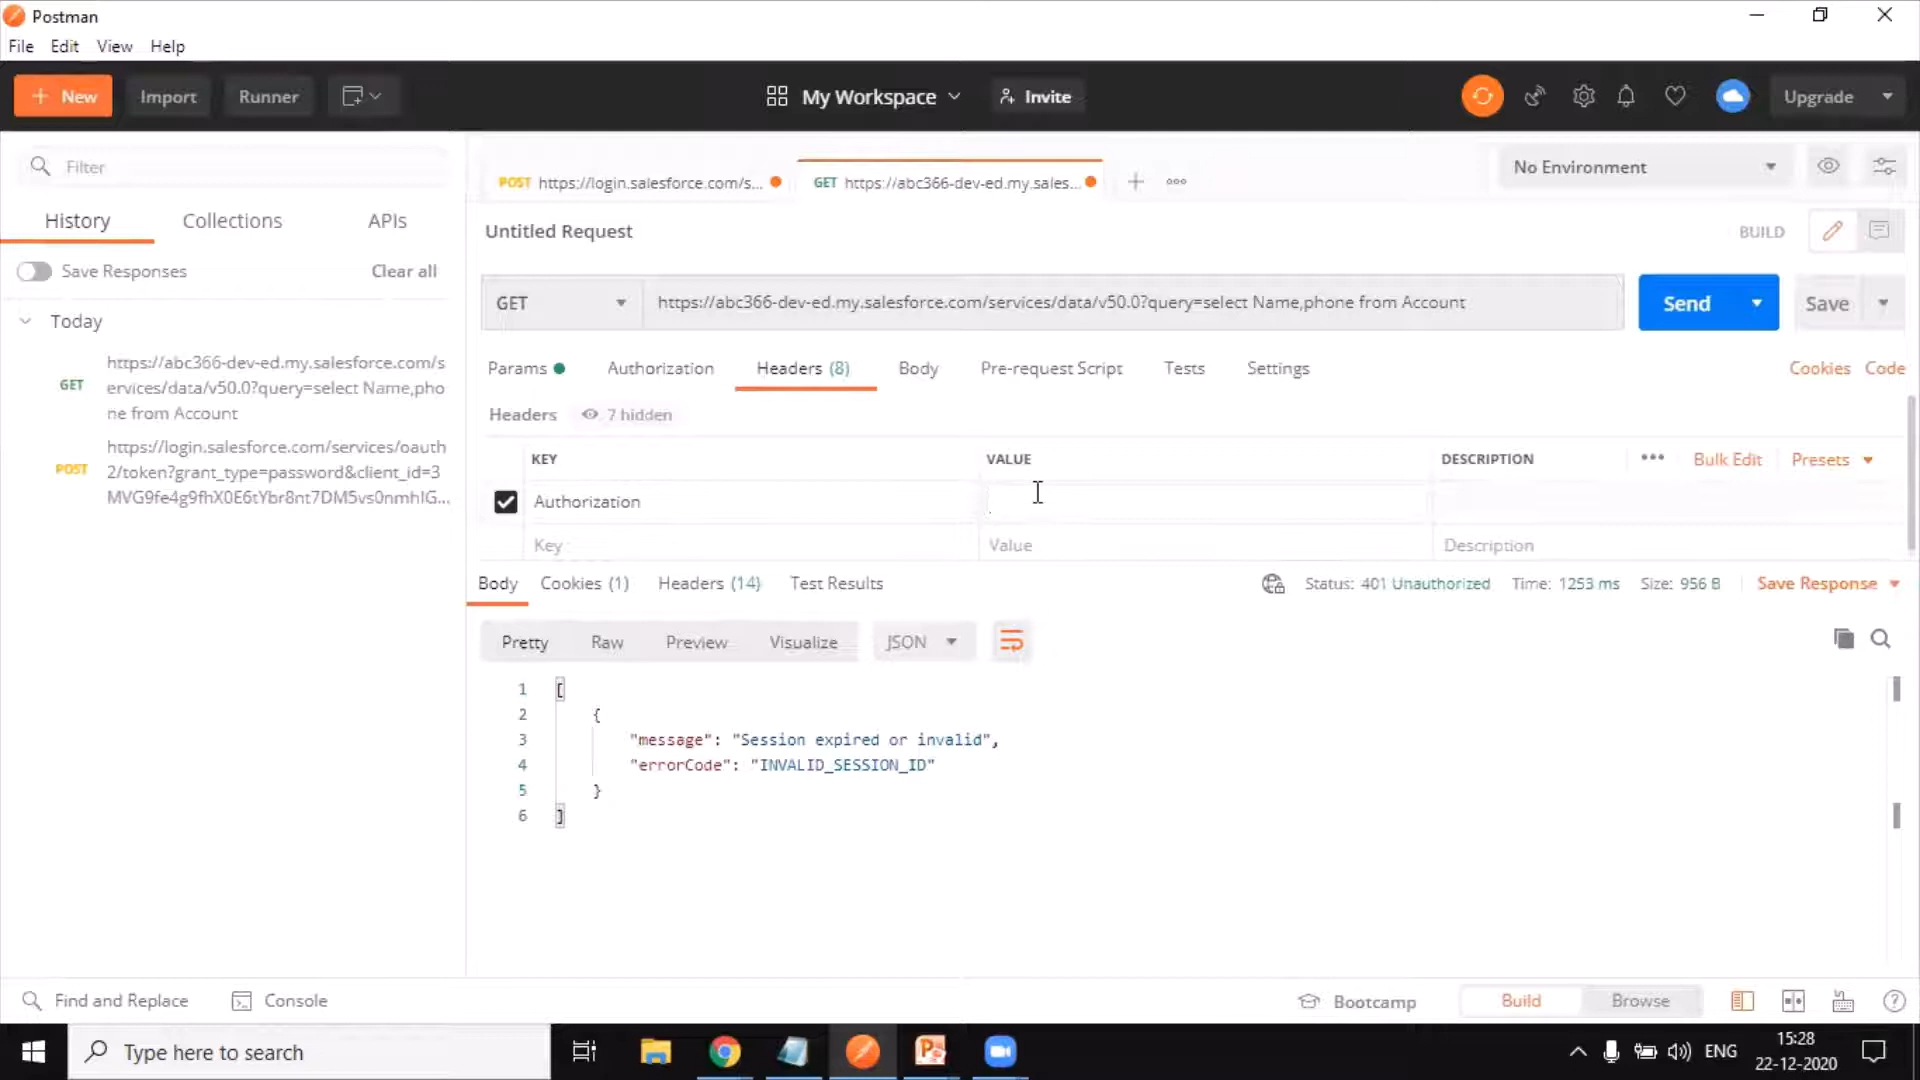 Postman
File Edit View Help
+ New Import Runner My Workspace Invite Upgrade
Filter
History Collections APIs
Save Responses Clear all
Today
GET https://abc366-dev-ed.my.salesforce.com/s
ervices/data/v50.0?query=select Name,pho
ne from Account
POST https://login.salesforce.com/services/oauth
2/token?grant_type=password&client_id=3
MVG9fe4g9fhX0E6tYbr8nt7DM5vs0nmhIG...
POST https://login.salesforce.com/s... GET https://abc366-dev-ed.my.sales... + ooo No Environment
Untitled Request BUILD
GET https://abc366-dev-ed.my.salesforce.com/services/data/v50.0?query=select Name,phone from Account Send Save
Params Authorization Headers (8) Body Pre-request Script Tests Settings Cookies Code
Headers 7 hidden
KEY VALUE DESCRIPTION ••• Bulk Edit Presets
Authorization
Key Value Description
Body Cookies (1) Headers (14) Test Results Status: 401 Unauthorized Time: 1253 ms Size: 956 B Save Response
Pretty Raw Preview Visualize JSON
1 [
2 {
3 "message": "Session expired or invalid",
4 "errorCode": "INVALID_SESSION_ID"
5 }
6 ]
Find and Replace Console Bootcamp Build Browse
Type here to search ENG 15:28
22-12-2020